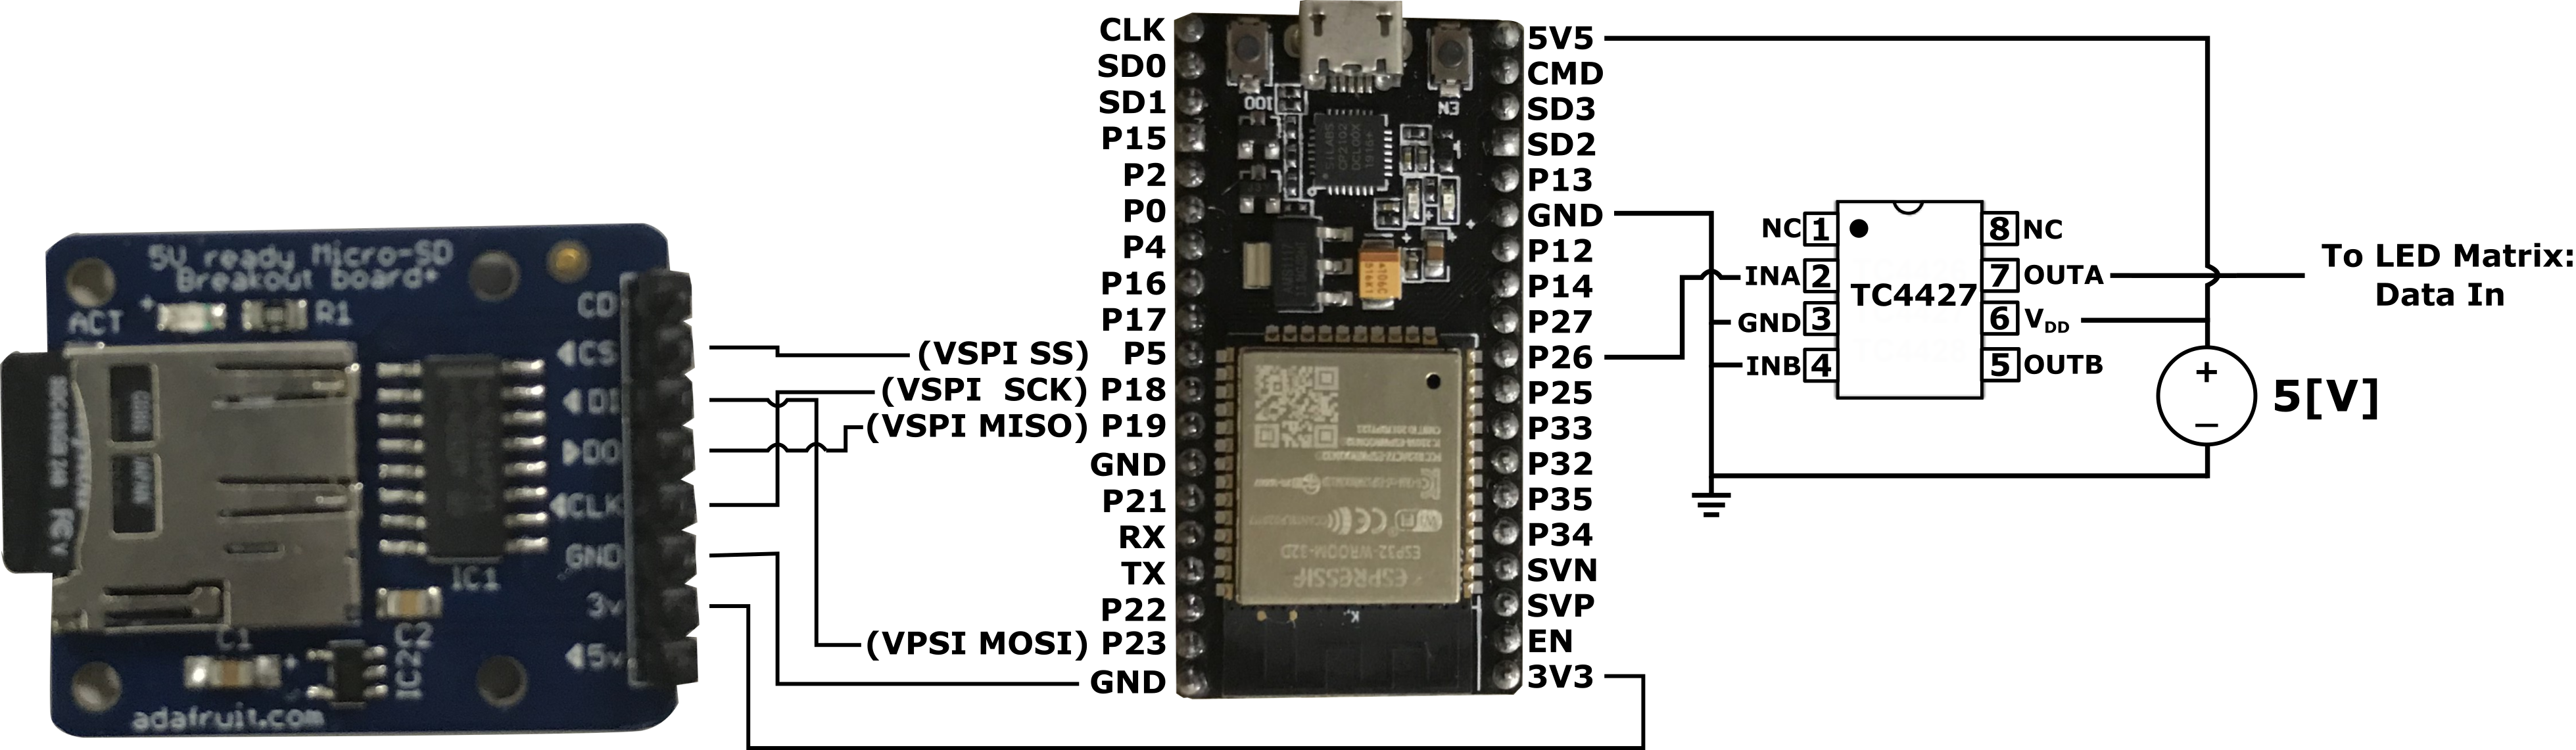 5V ready Micro-SD
Breakout board+
ACT
R1
CD
CS
DI
DO
CLK
GND
3v
5v
IC1
C1
C2
IC2
adafruit.com
(VSPI SS)
(VSPI SCK)
(VSPI MISO)
(VPSI MOSI)
CLK
SD0
SD1
P15
P2
P0
P4
P16
P17
P5
P18
P19
GND
P21
RX
TX
P22
P23
GND
100
EN
SILABS
CP2102
ESP32-WROOM-32D
ESPRESSIF
5V5
CMD
SD3
SD2
P13
GND
P12
P14
P27
P26
P25
P33
P32
P35
P34
SVN
SVP
EN
3V3
NC 1
INA 2
GND 3
INB 4
TC4427
8 NC
7 OUTA
6 VDD
5 OUTB
+
−
5[V]
To LED Matrix:
Data In